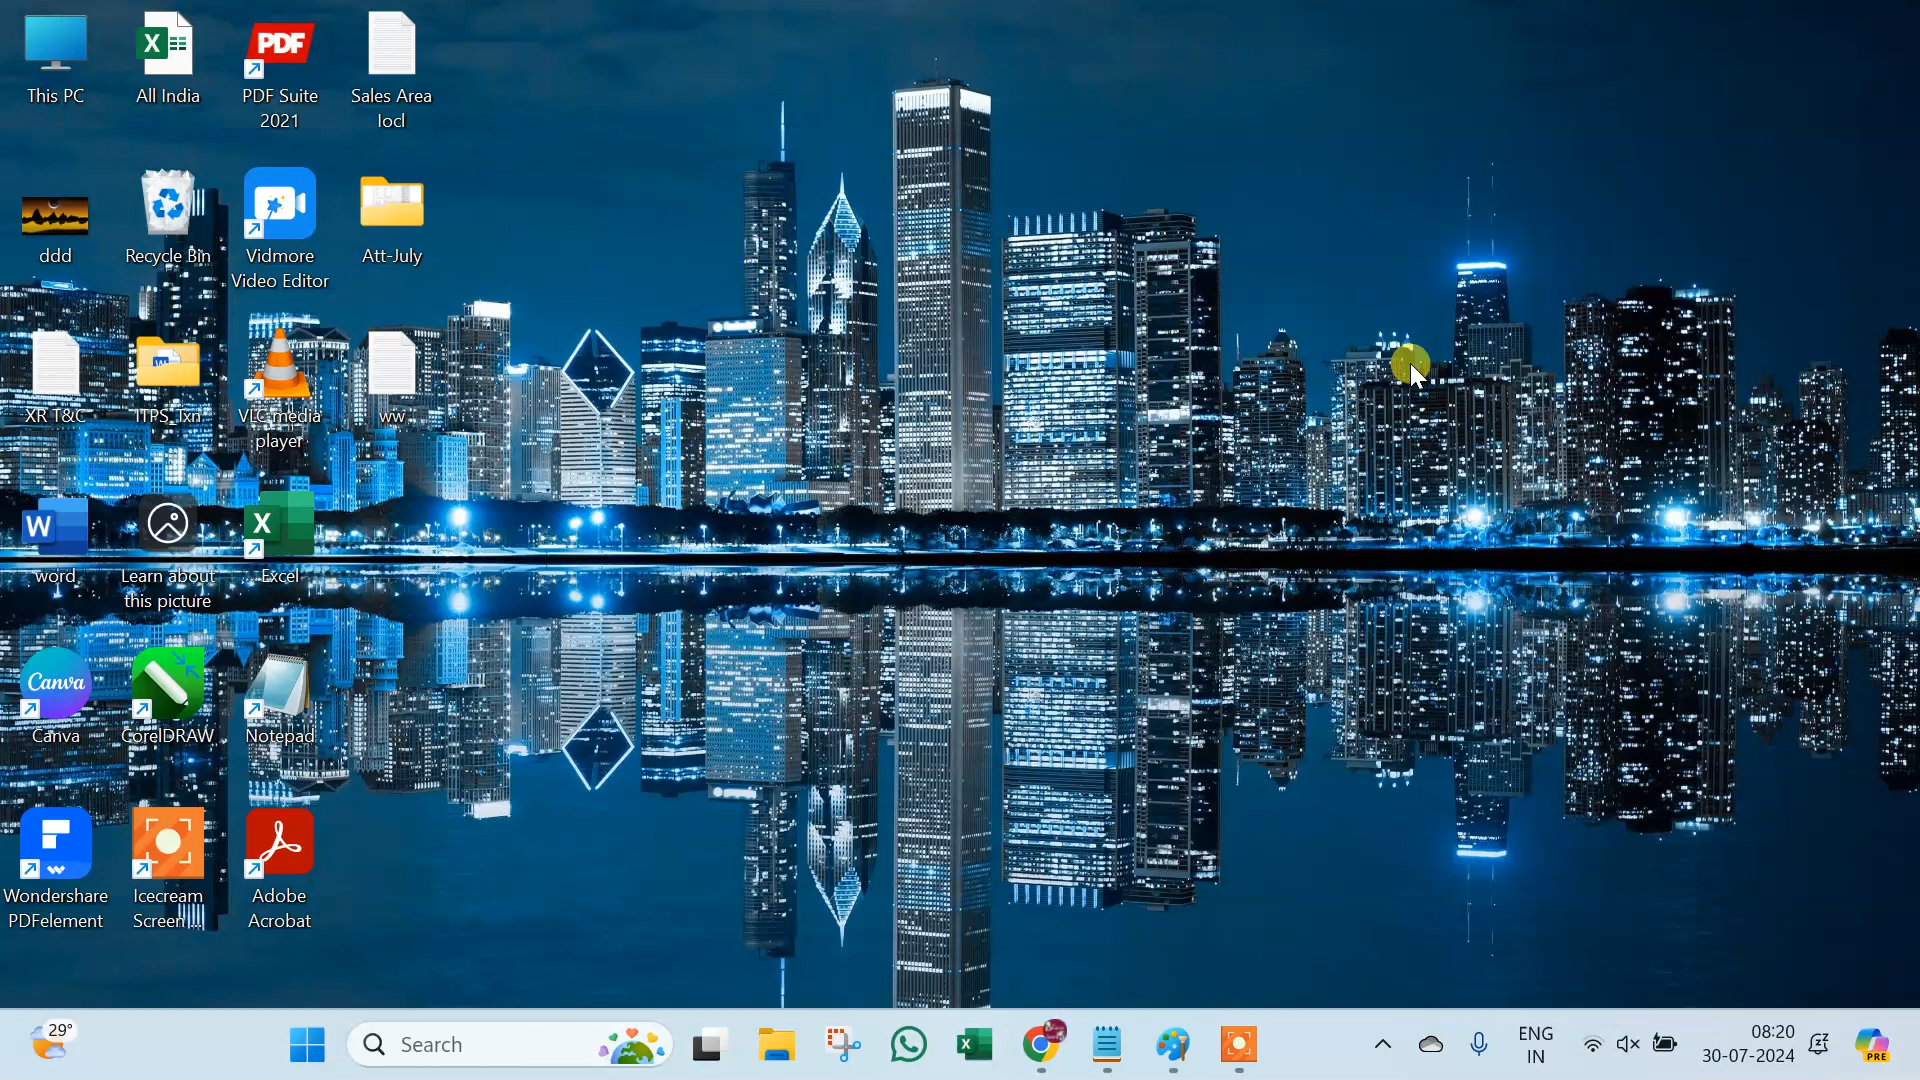 This PC
All India
PDF
PDF Suite
2021
Sales Area
locl
ddd
Recycle Bin
Vidmore
Video Editor
Att-July
XR T&C
ITPS_Txn
VLC media
player
ww
W
word
Learn about
this picture
X
Excel
Canva
Canva
CorelDRAW
Notepad
Wondershare
PDFelement
Icecream
Screen ...
Adobe
Acrobat
29°
Search
ENG
IN
08:20
30-07-2024
PRE